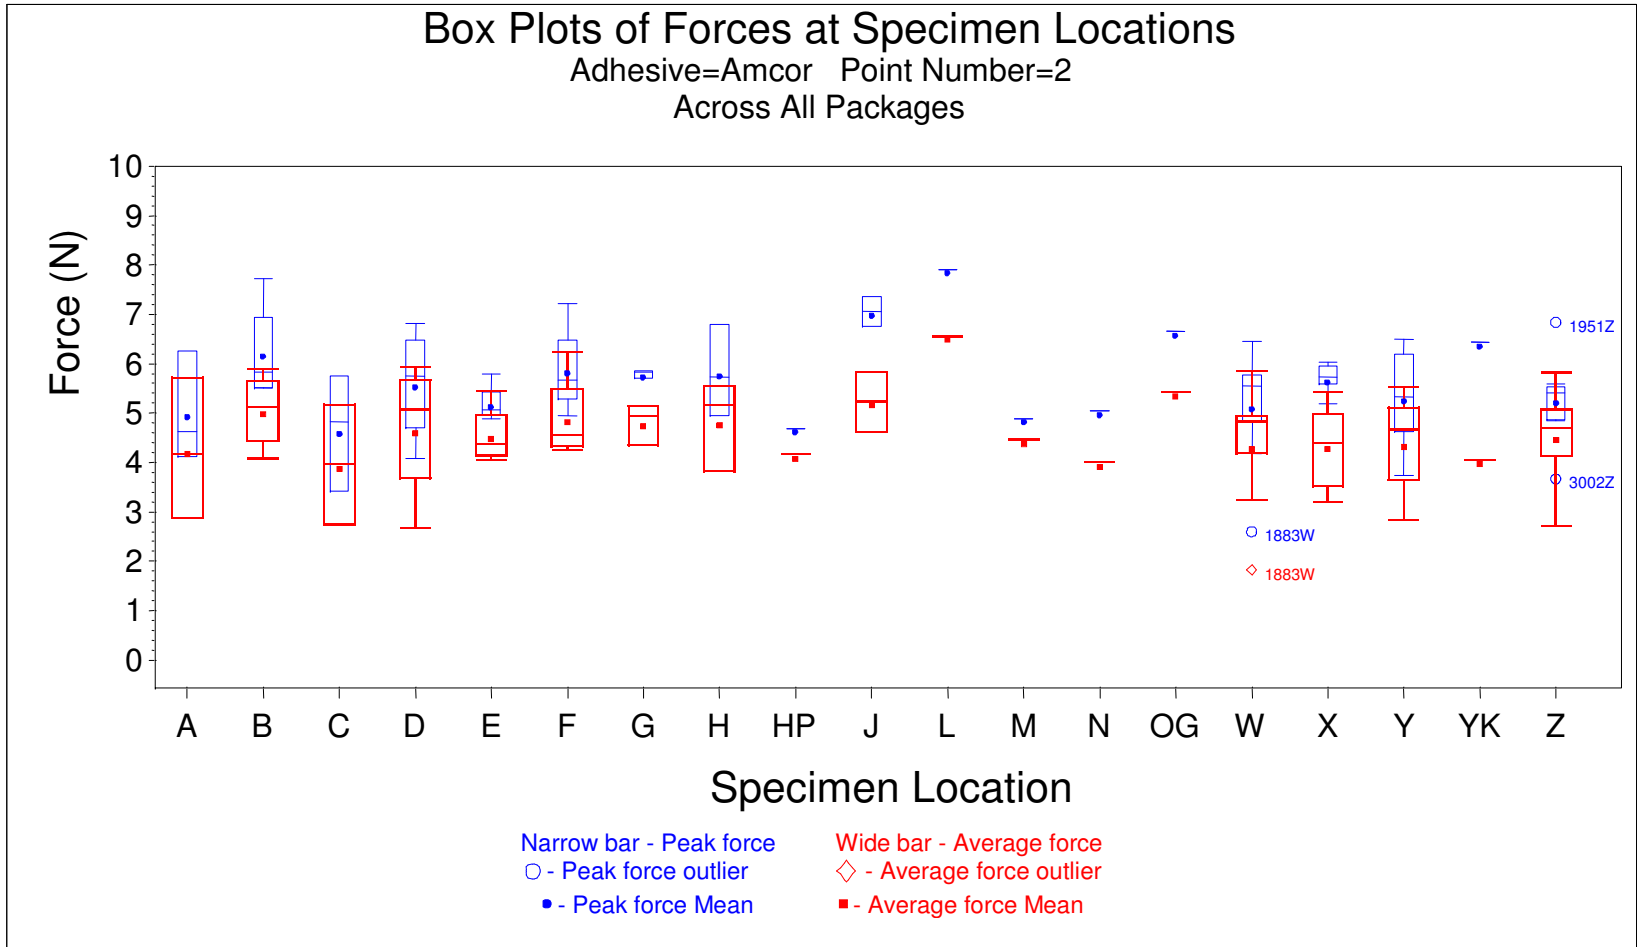 Box Plots of Forces at Specimen Locations
Adhesive=Amcor Point Number=2
Across All Packages
Force (N)
10
9
8
7
6
5
4
3
2
1
0
1951Z
3002Z
1883W
1883W
A B C D E F G H HP J L M N OG W X Y YK Z
Specimen Location
Narrow bar - Peak force Wide bar - Average force
- Peak force outlier - Average force outlier
- Peak force Mean - Average force Mean